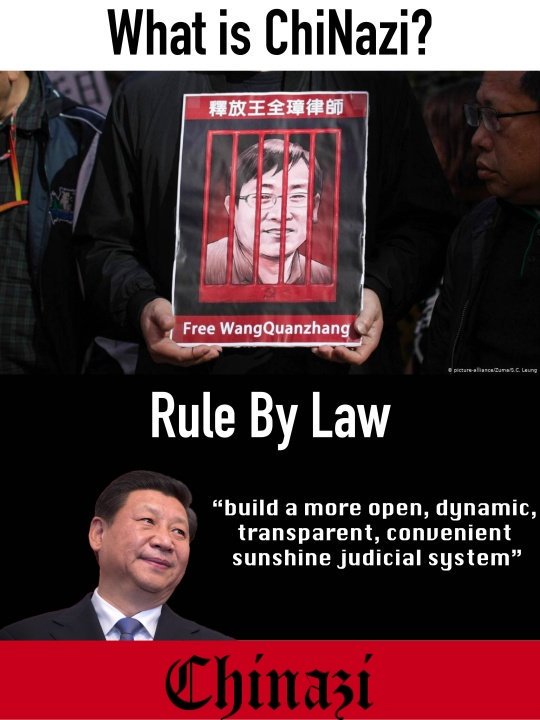 What is ChiNazi?
釋放王全璋律師
Free WangQuanzhang
© picture-alliance/Zuma/S.C. Leung
Rule By Law
“build a more open, dynamic,
transparent, convenient
sunshine judicial system”
Chinazi